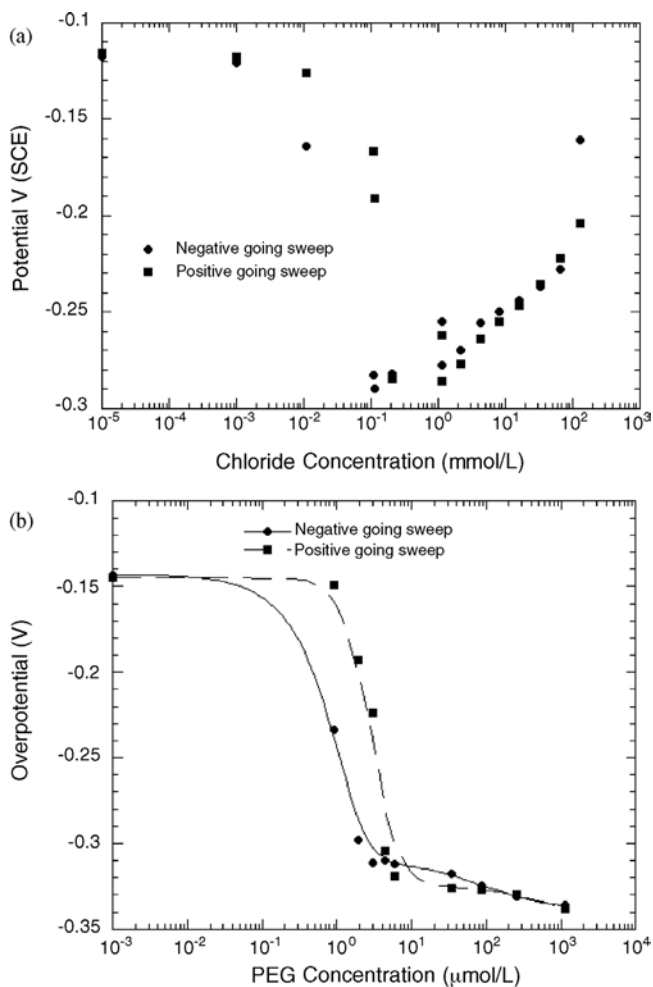 (a)
-0.1
-0.15
-0.2
-0.25
-0.3
Potential V (SCE)
Negative going sweep
Positive going sweep
10⁻⁵ 10⁻⁴ 10⁻³ 10⁻² 10⁻¹ 10⁰ 10¹ 10² 10³
Chloride Concentration (mmol/L)
(b)
-0.1
-0.15
-0.2
-0.25
-0.3
-0.35
Overpotential (V)
Negative going sweep
Positive going sweep
10⁻³ 10⁻² 10⁻¹ 10⁰ 10¹ 10² 10³ 10⁴
PEG Concentration (μmol/L)